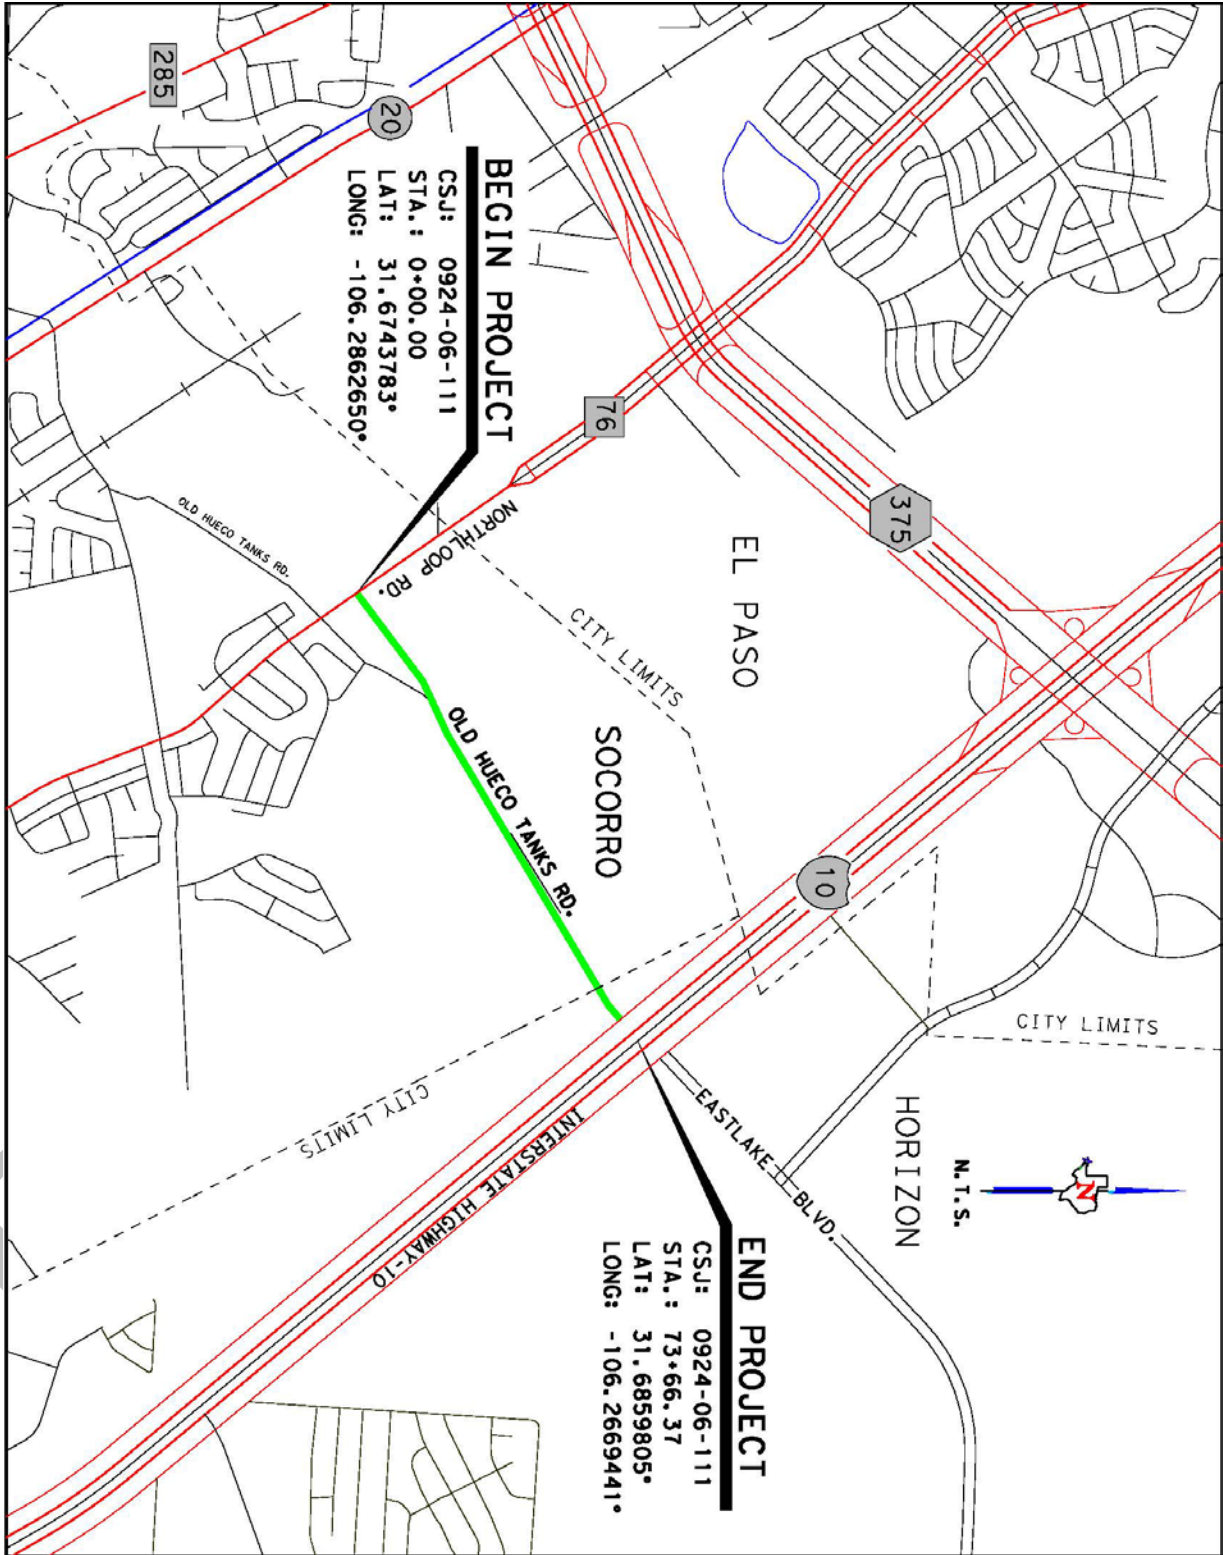 285
20
BEGIN PROJECT
CSJ: 0924-06-111
STA.: 0+00.00
LAT: 31.6743783°
LONG: -106.2862650°
76
375
NORTHLOOP RD.
OLD HUECO TANKS RD.
EL PASO
CITY LIMITS
SOCORRO
OLD HUECO TANKS RD.
10
CITY LIMITS
CITY LIMITS
HORIZON
N.T.S.
N
EASTLAKE BLVD.
INTERSTATE HIGHWAY-10
END PROJECT
CSJ: 0924-06-111
STA.: 73+66.37
LAT: 31.6859805°
LONG: -106.2669441°